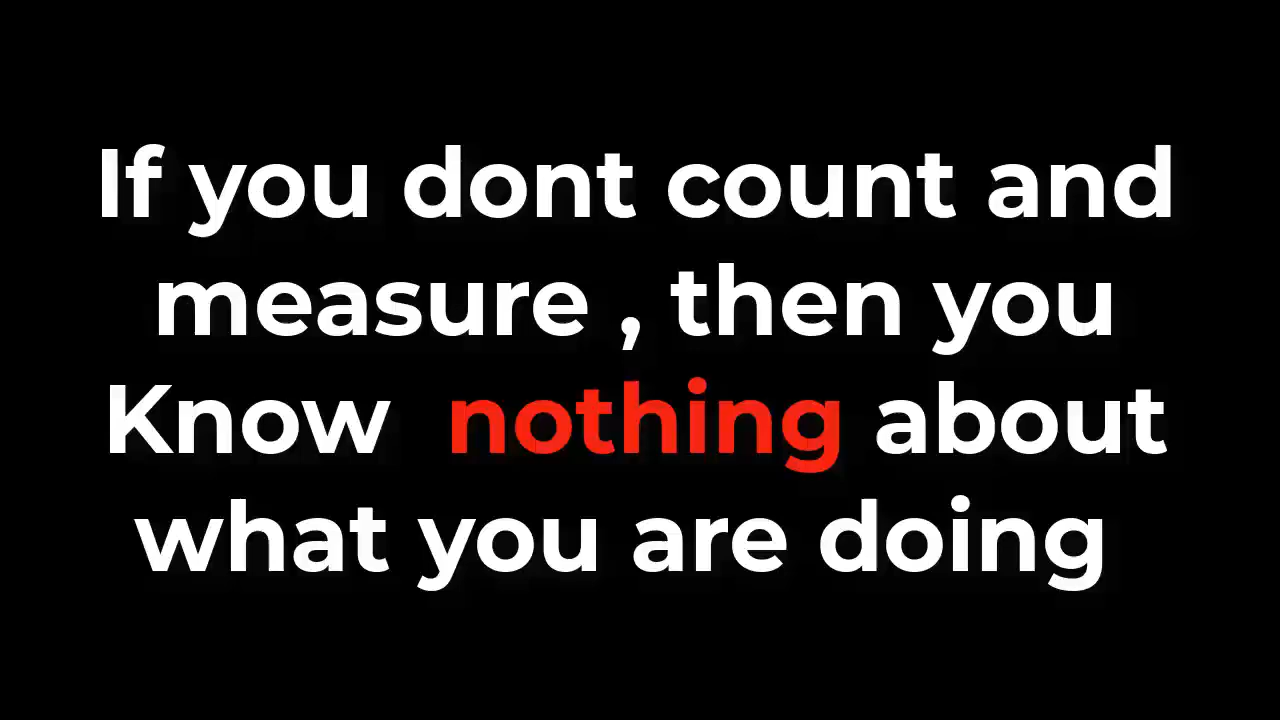 If you dont count and
measure , then you
Know  nothing about
what you are doing